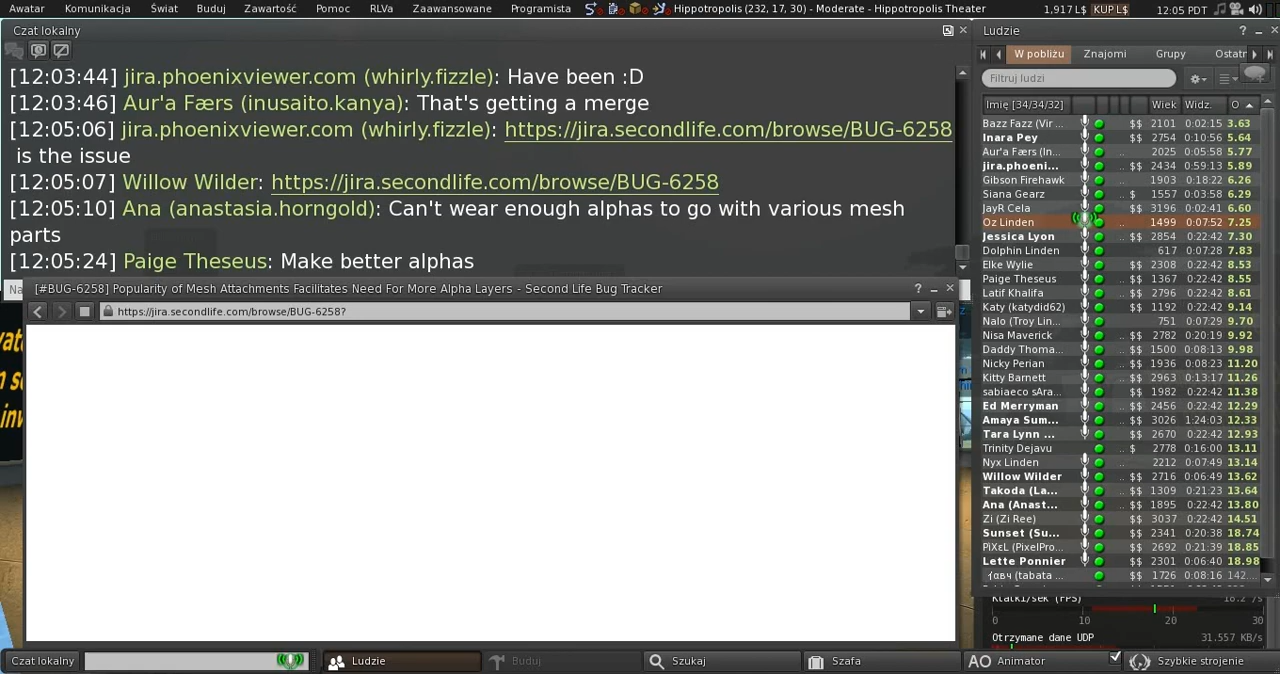 Awatar Komunikacja Świat Buduj Zawartość Pomoc RLVa Zaawansowane Programista Hippotropolis (232, 17, 30) - Moderate - Hippotropolis Theater 1,917 L$ KUP L$ 12:05 PDT
Czat lokalny
[12:03:44] jira.phoenixviewer.com (whirly.fizzle): Have been :D
[12:03:46] Aur'a Færs (inusaito.kanya): That's getting a merge
[12:05:06] jira.phoenixviewer.com (whirly.fizzle): https://jira.secondlife.com/browse/BUG-6258
is the issue
[12:05:07] Willow Wilder: https://jira.secondlife.com/browse/BUG-6258
[12:05:10] Ana (anastasia.horngold): Can't wear enough alphas to go with various mesh
parts
[12:05:24] Paige Theseus: Make better alphas
[#BUG-6258] Popularity of Mesh Attachments Facilitates Need For More Alpha Layers - Second Life Bug Tracker
https://jira.secondlife.com/browse/BUG-6258?
Ludzie
W pobliżu Znajomi Grupy Ostatr
Filtruj ludzi
Imię [34/34/32] Wiek Widz. O
Bazz Fazz (Vir ... $$ 2101 0:02:15 3.63
Inara Pey $$ 2754 0:10:56 5.64
Aur'a Færs (In... .. 2025 0:05:58 5.77
jira.phoeni... .. $$ 2434 0:59:13 5.89
Gibson Firehawk .. 1903 0:18:22 6.26
Siana Gearz .. $ 1557 0:03:58 6.29
JayR Cela .. $$ 3196 0:02:41 6.60
Oz Linden .. 1499 0:07:52 7.25
Jessica Lyon .. $$ 2854 0:22:42 7.30
Dolphin Linden .. 617 0:07:28 7.83
Elke Wylie .. $$ 2308 0:22:42 8.53
Paige Theseus .. $$ 1367 0:22:42 8.55
Latif Khalifa .. $$ 2796 0:22:42 8.61
Katy (katydid62) .. $$ 1192 0:22:42 9.14
Nalo (Troy Lin... 751 0:07:29 9.70
Nisa Maverick .. $$ 2782 0:20:19 9.92
Daddy Thoma... .. $$ 1500 0:08:13 9.98
Nicky Perian $$ 1936 0:08:23 11.20
Kitty Barnett $$ 2963 0:13:17 11.26
sabiaeco sAra... $$ 1982 0:22:42 11.38
Ed Merryman .. $$ 2456 0:22:42 12.29
Amaya Sum... .. $$ 3026 1:24:03 12.33
Tara Lynn ... .. $$ 2670 0:22:42 12.93
Trinity Dejavu .. $ 2778 0:16:00 13.11
Nyx Linden .. 2212 0:07:49 13.14
Willow Wilder .. $$ 2716 0:06:49 13.62
Takoda (La... .. $$ 1309 0:21:23 13.64
Ana (Anast... .. $$ 1895 0:22:42 13.80
Zi (Zi Ree) $$ 3037 0:22:42 14.51
Sunset (Su... .. $$ 2341 0:20:38 18.74
PìXεL (PixelPro... $$ 2692 0:21:39 18.85
Lette Ponnier .. $$ 2301 0:06:40 18.98
(tabata ... $$ 1726 0:08:16 142...
Klatki/sek (FPS) 18.2 /s
0 10 20 30
Otrzymane dane UDP 31.557 KB/s
Czat lokalny Ludzie Buduj Szukaj Szafa AO Animator Szybkie strojenie